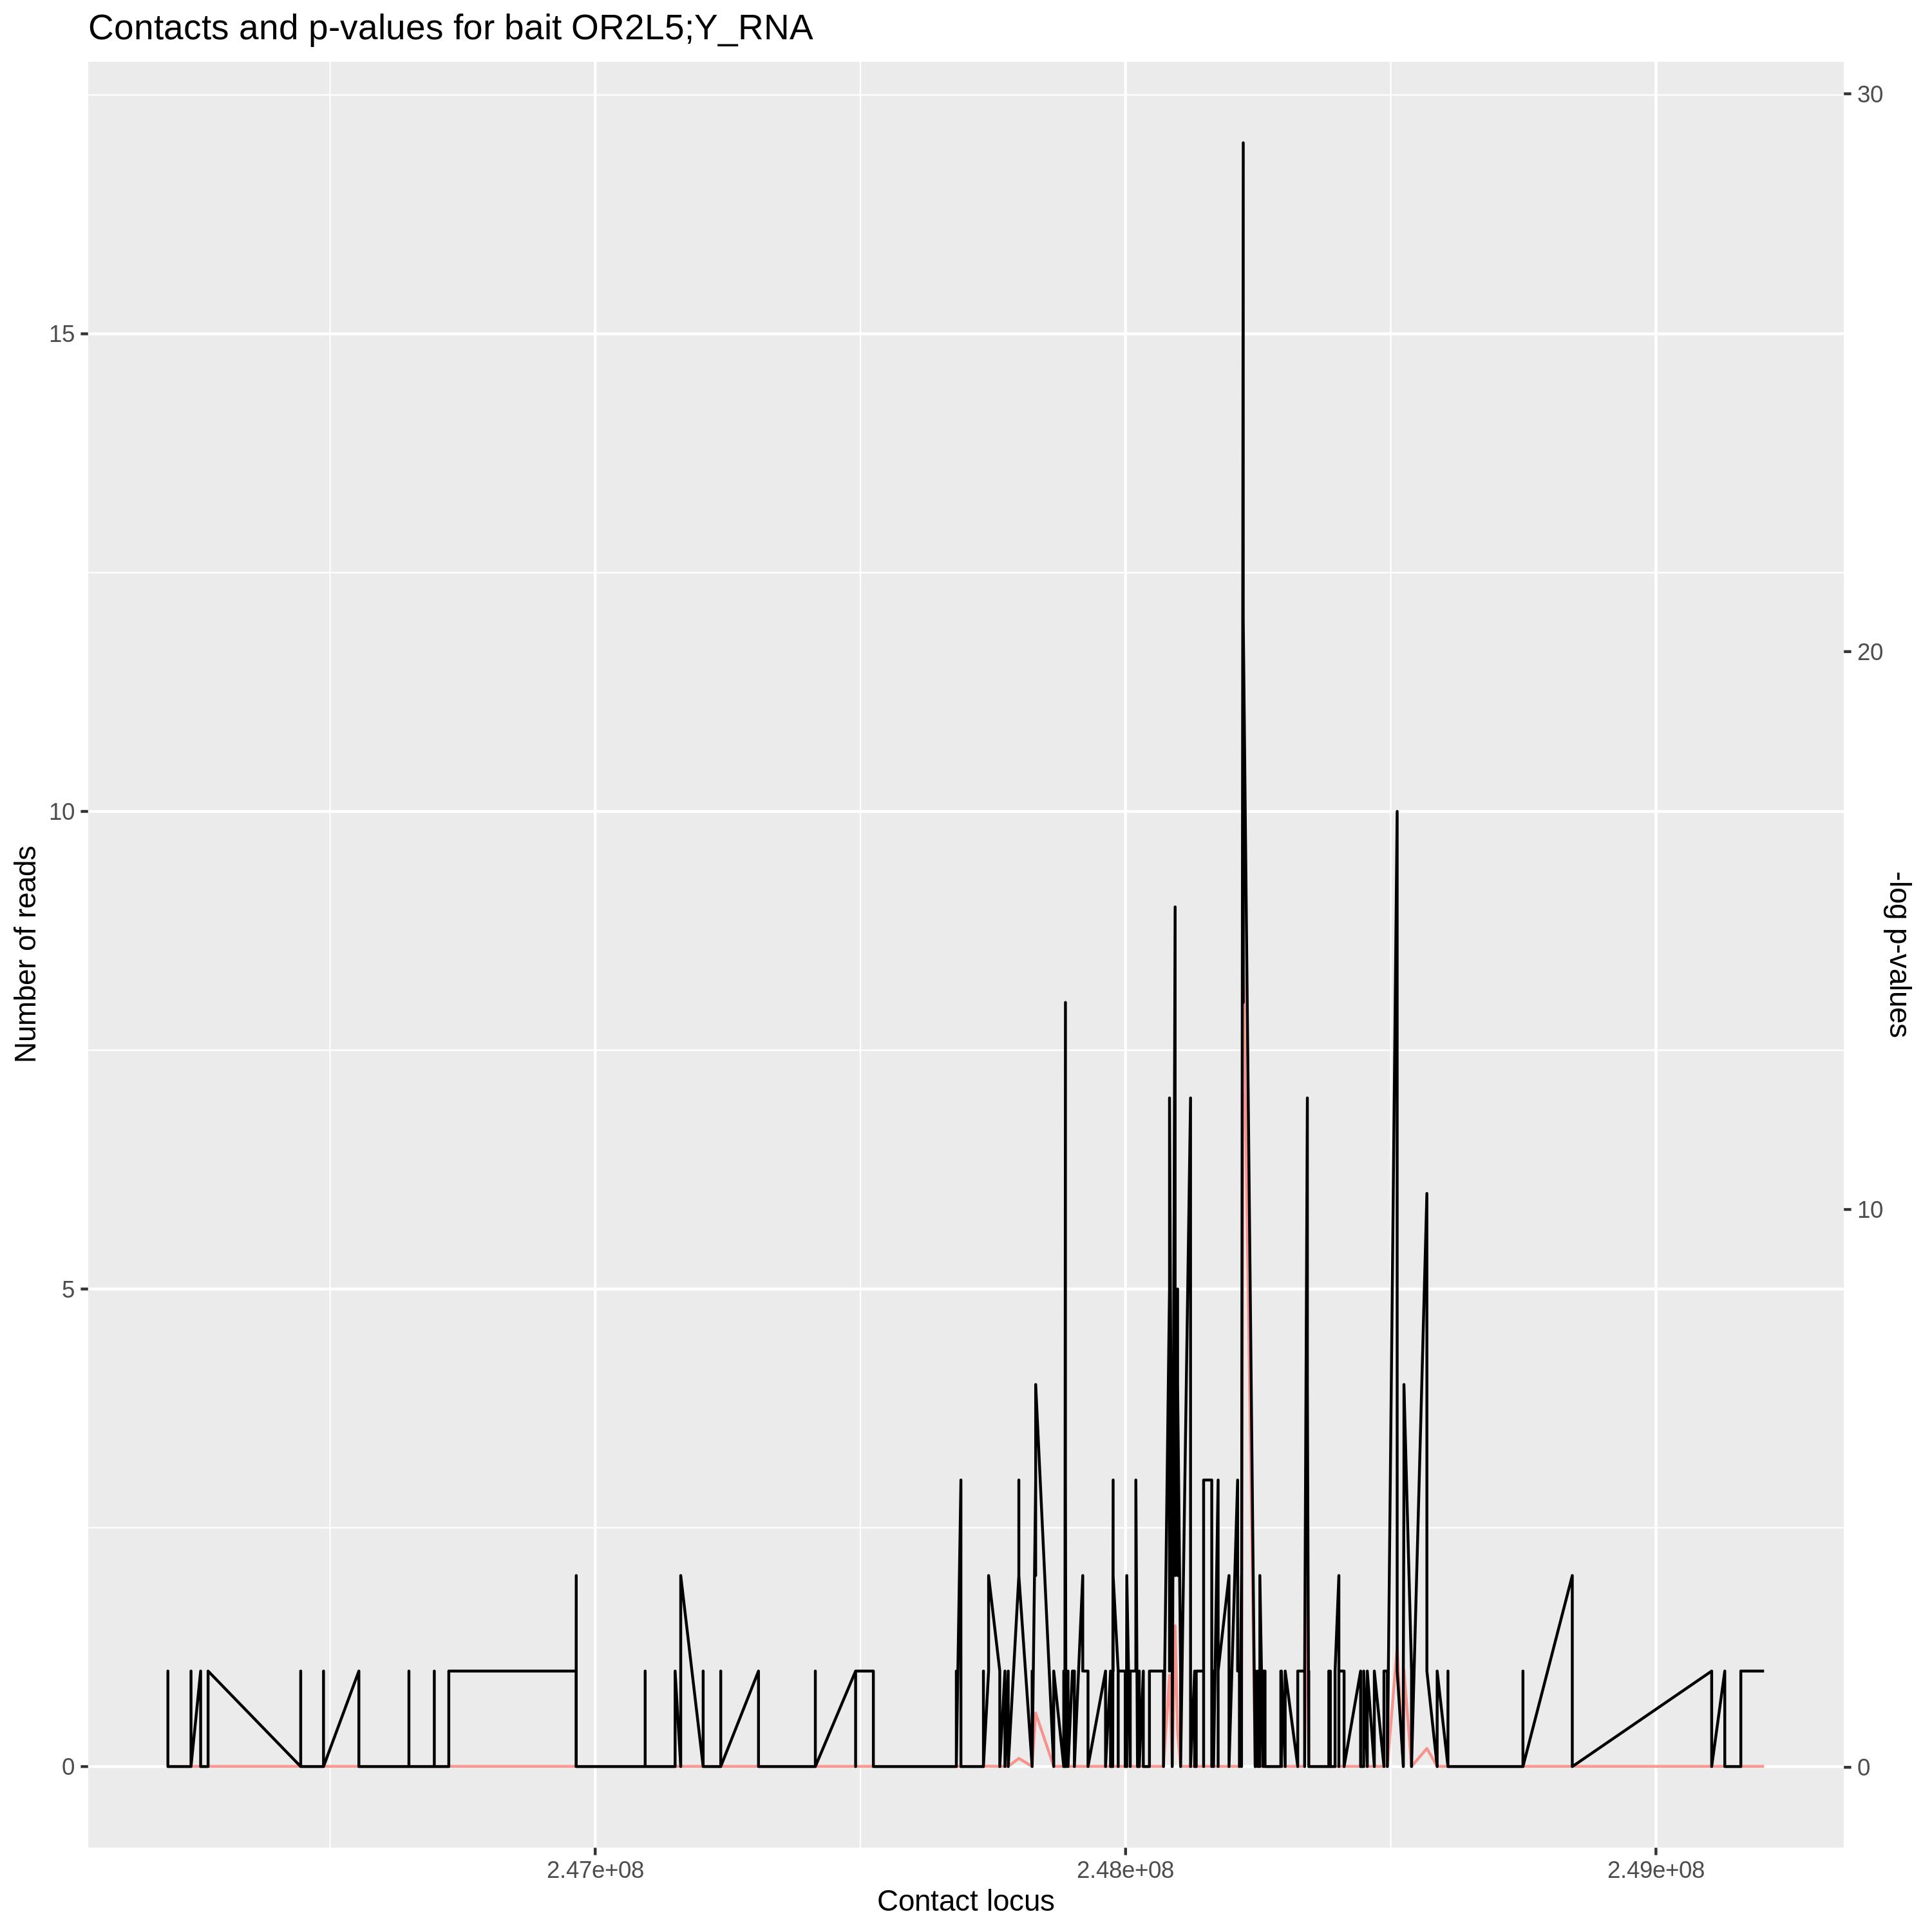 Contacts and p-values for bait OR2L5;Y_RNA
Number of reads
15
10
5
0
30
20
10
0
-log p-values
2.47e+08
2.48e+08
2.49e+08
Contact locus